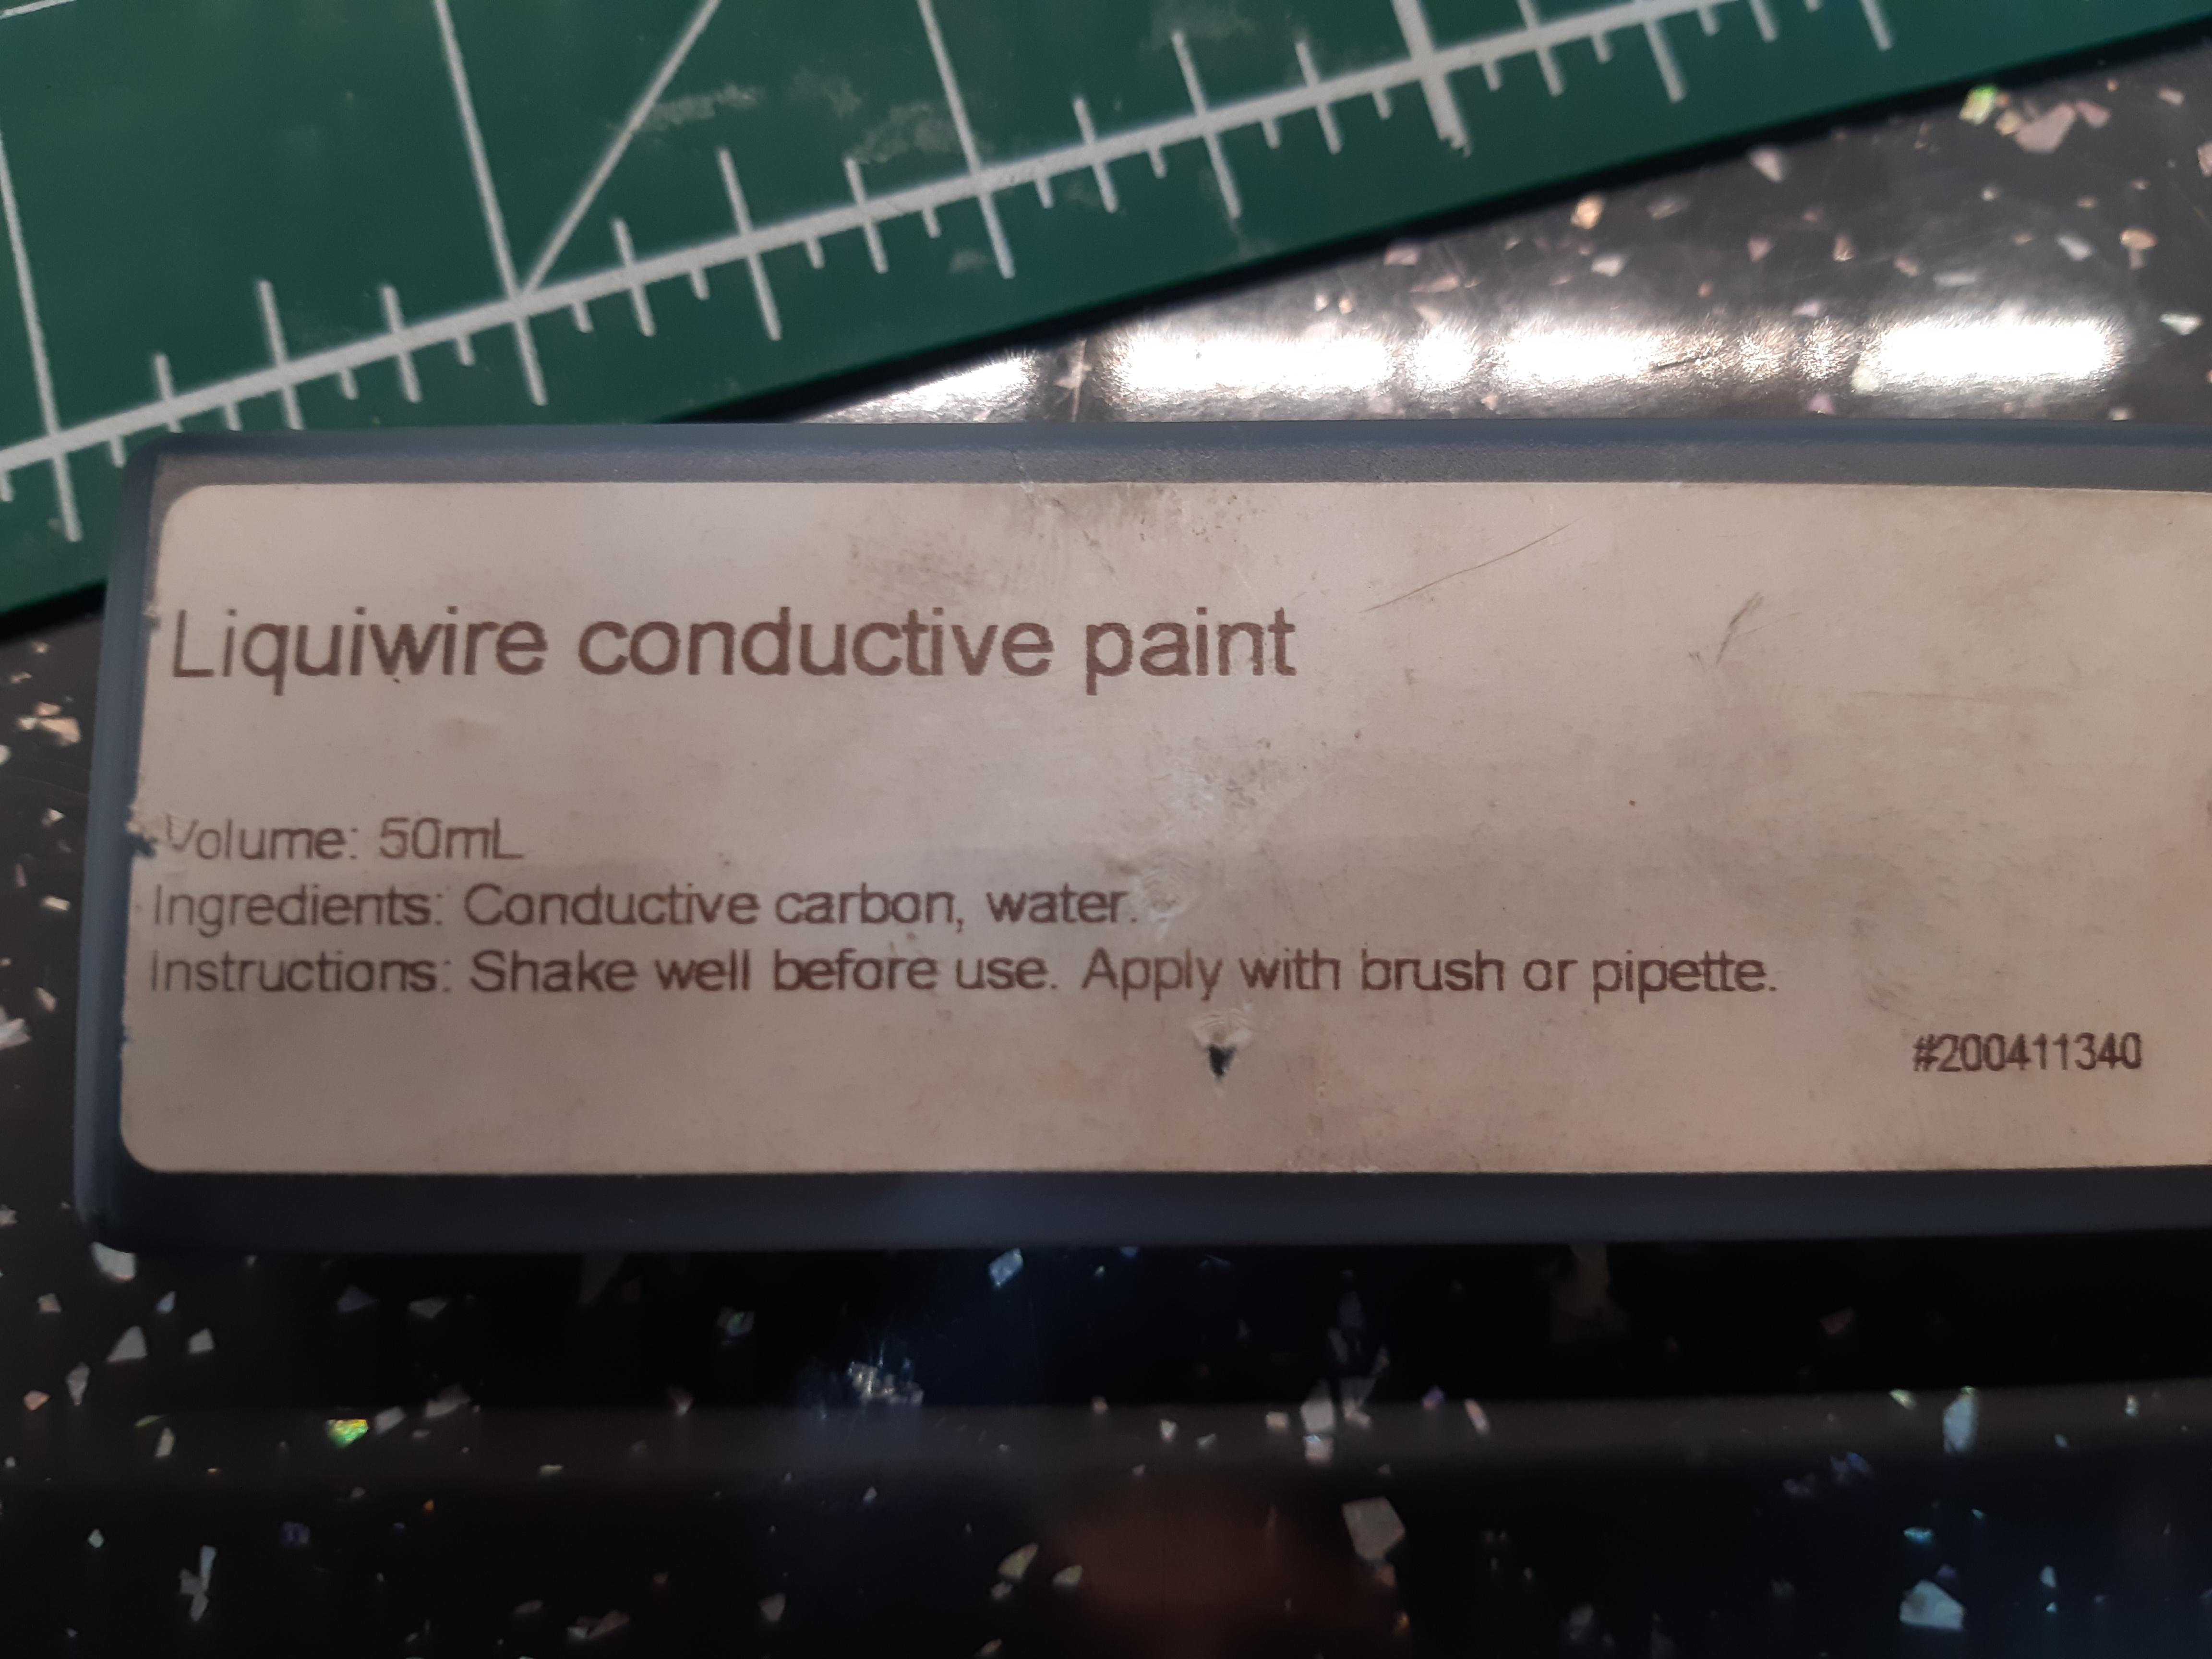 Liquiwire conductive paint
Volume: 50mL
Ingredients: Conductive carbon, water.
Instructions: Shake well before use. Apply with brush or pipette.
#200411340